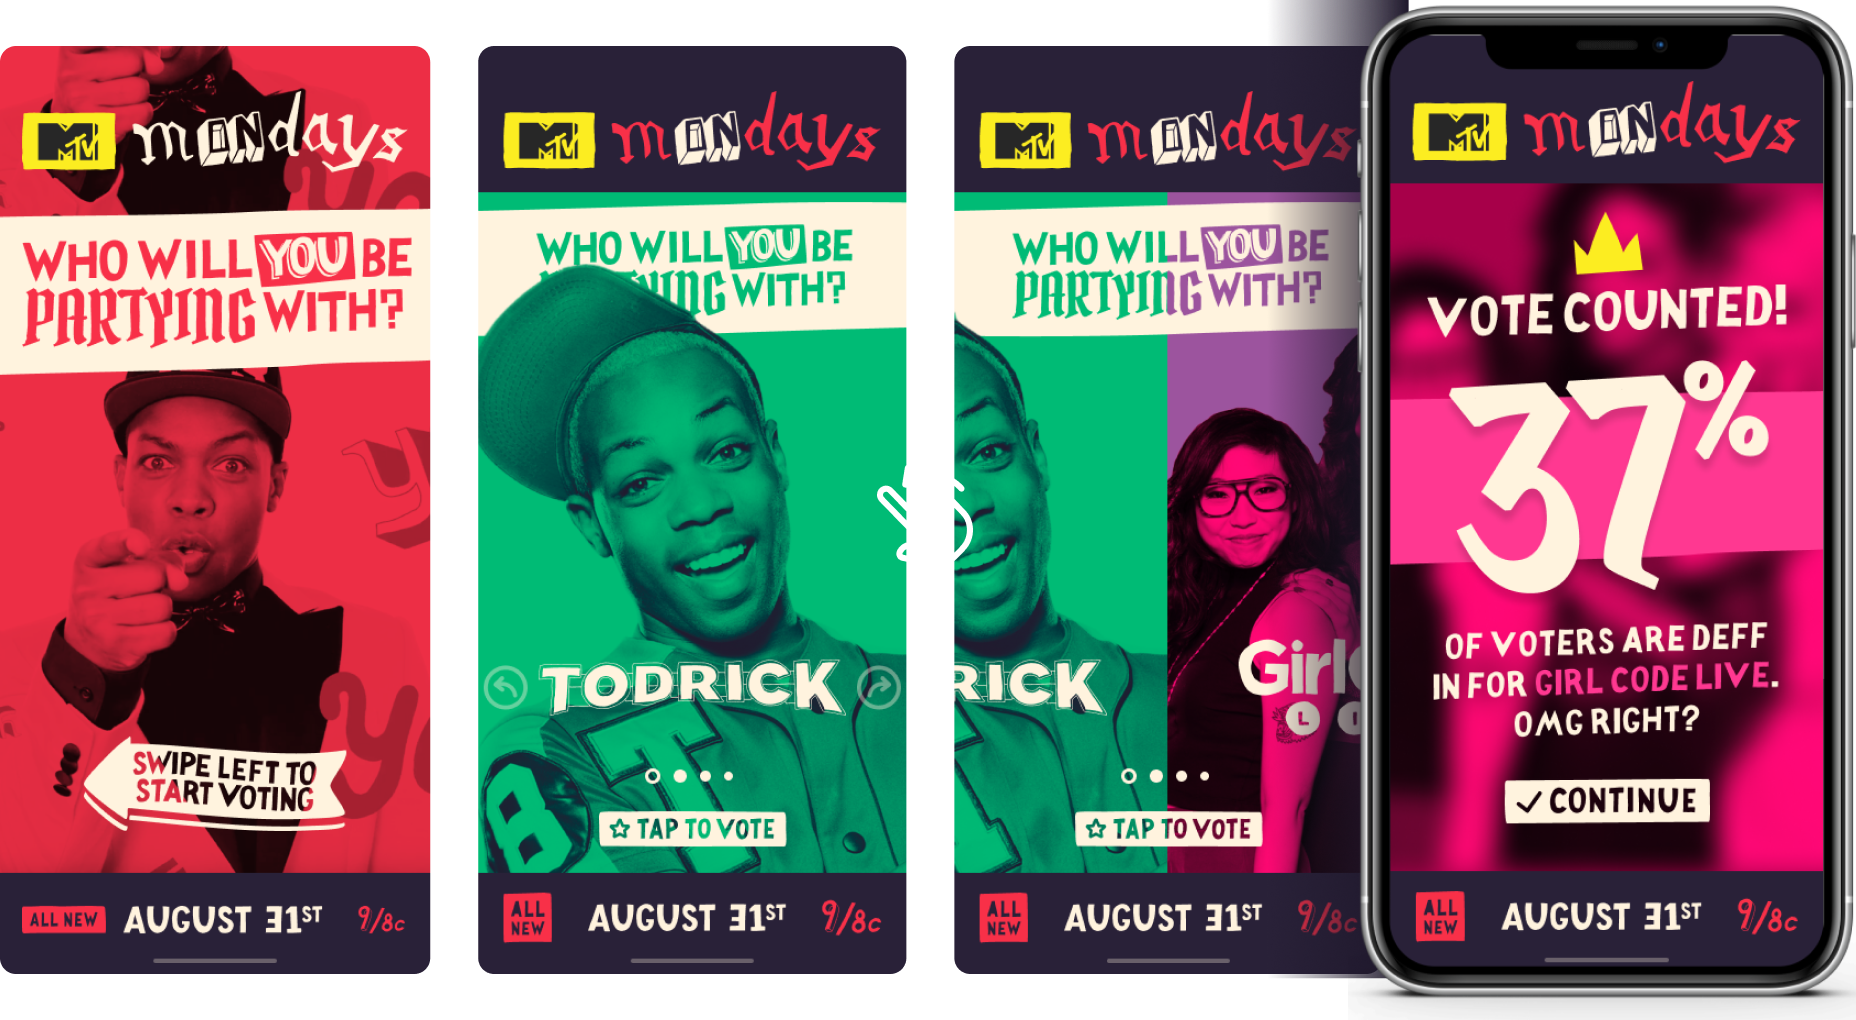 MTV mondays
WHO WILL YOU BE
PARTYING WITH?
SWIPE LEFT TO
START VOTING
ALL NEW AUGUST 31ST 9/8c
MTV mondays
WHO WILL YOU BE
WITH?
TODRICK
TAP TO VOTE
ALL
NEW
AUGUST 31ST 9/8c
MTV mondays
WHO WILL YOU BE
PARTYING WITH?
RICK
Girl
L
TAP TO VOTE
ALL
NEW
AUGUST 31ST 9/8c
MTV mondays
VOTE COUNTED!
37%
OF VOTERS ARE DEFF
IN FOR GIRL CODE LIVE.
OMG RIGHT?
CONTINUE
ALL
NEW
AUGUST 31ST 9/8c